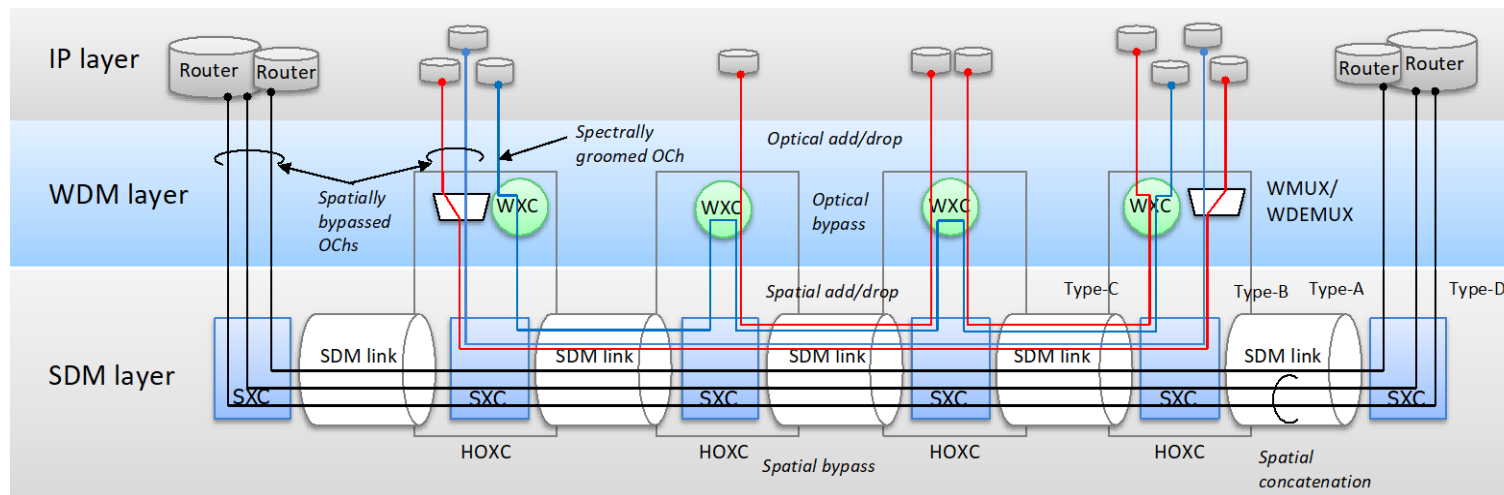 IP layer
Router
Router
Router
Router
WDM layer
Spatially
bypassed
OChs
Spectrally
groomed OCh
Optical add/drop
WXC
WXC
Optical
bypass
WXC
WXC
WMUX/
WDEMUX
SDM layer
Spatial add/drop
Type-C
Type-B
Type-A
Type-D
SDM link
SDM link
SDM link
SDM link
SDM link
SXC
SXC
SXC
SXC
SXC
SXC
HOXC
HOXC
HOXC
HOXC
Spatial bypass
Spatial
concatenation